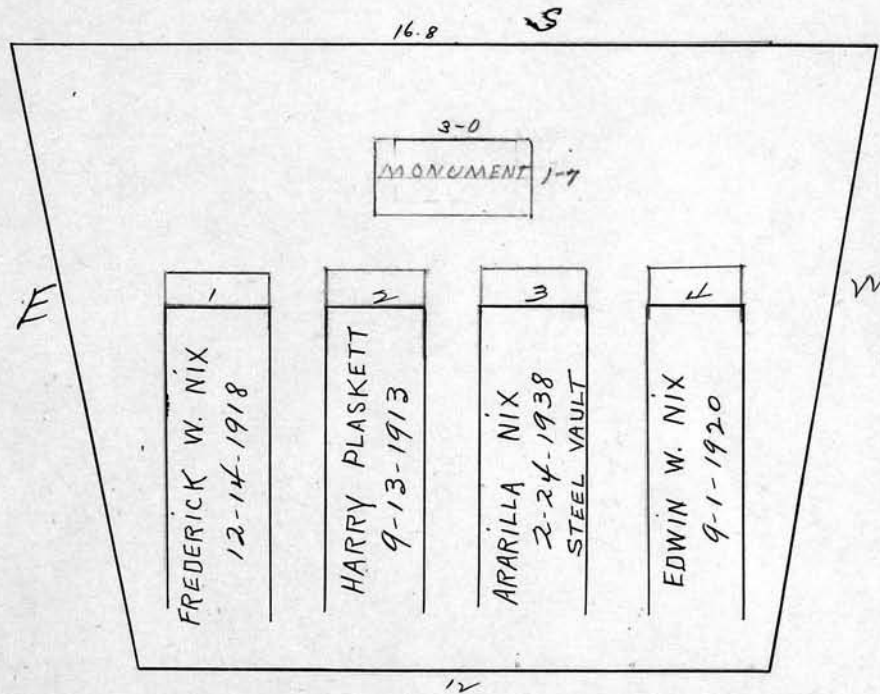 S
16.8
3-0
MONUMENT 1-7
E
W
1
2
3
4
FREDERICK W. NIX
12-14-1918
HARRY PLASKETT
9-13-1913
ARARILLA NIX
2-24-1938
STEEL VAULT
EDWIN W. NIX
9-1-1920
12